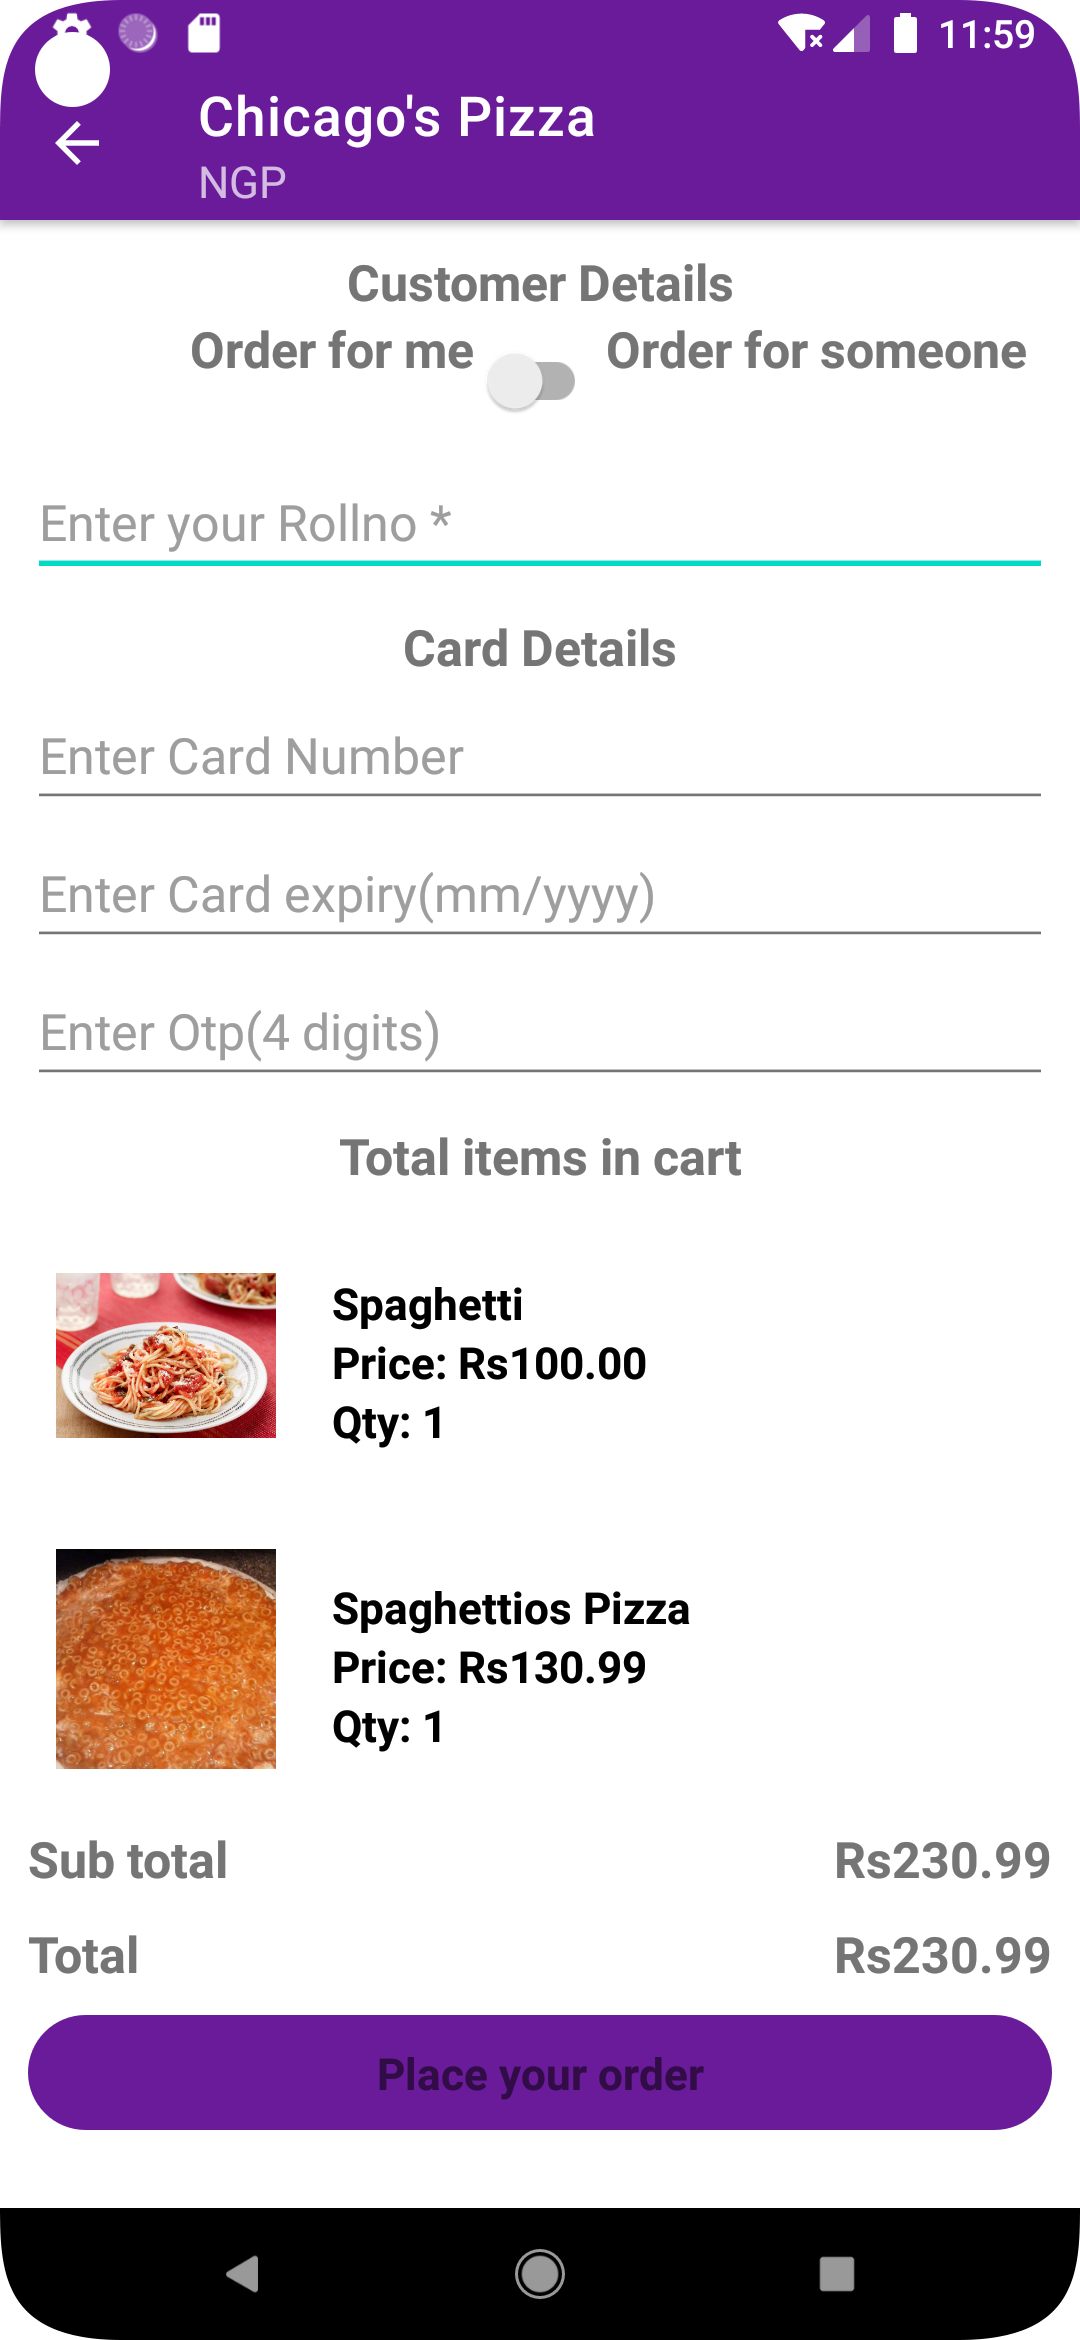 11:59
Chicago's Pizza
NGP
Customer Details
Order for me Order for someone
Enter your Rollno *
Card Details
Enter Card Number
Enter Card expiry(mm/yyyy)
Enter Otp(4 digits)
Total items in cart
Spaghetti
Price: Rs100.00
Qty: 1
Spaghettios Pizza
Price: Rs130.99
Qty: 1
Sub total Rs230.99
Total Rs230.99
Place your order